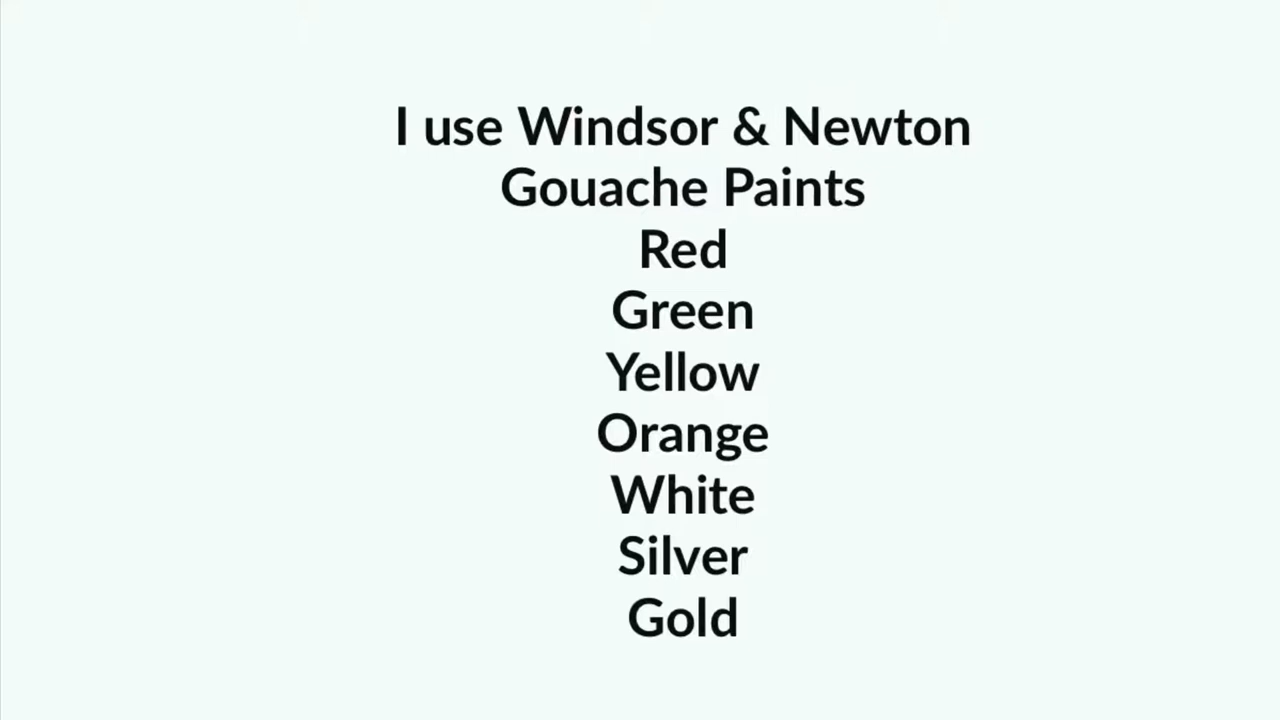 I use Windsor & Newton
Gouache Paints
Red
Green
Yellow
Orange
White
Silver
Gold